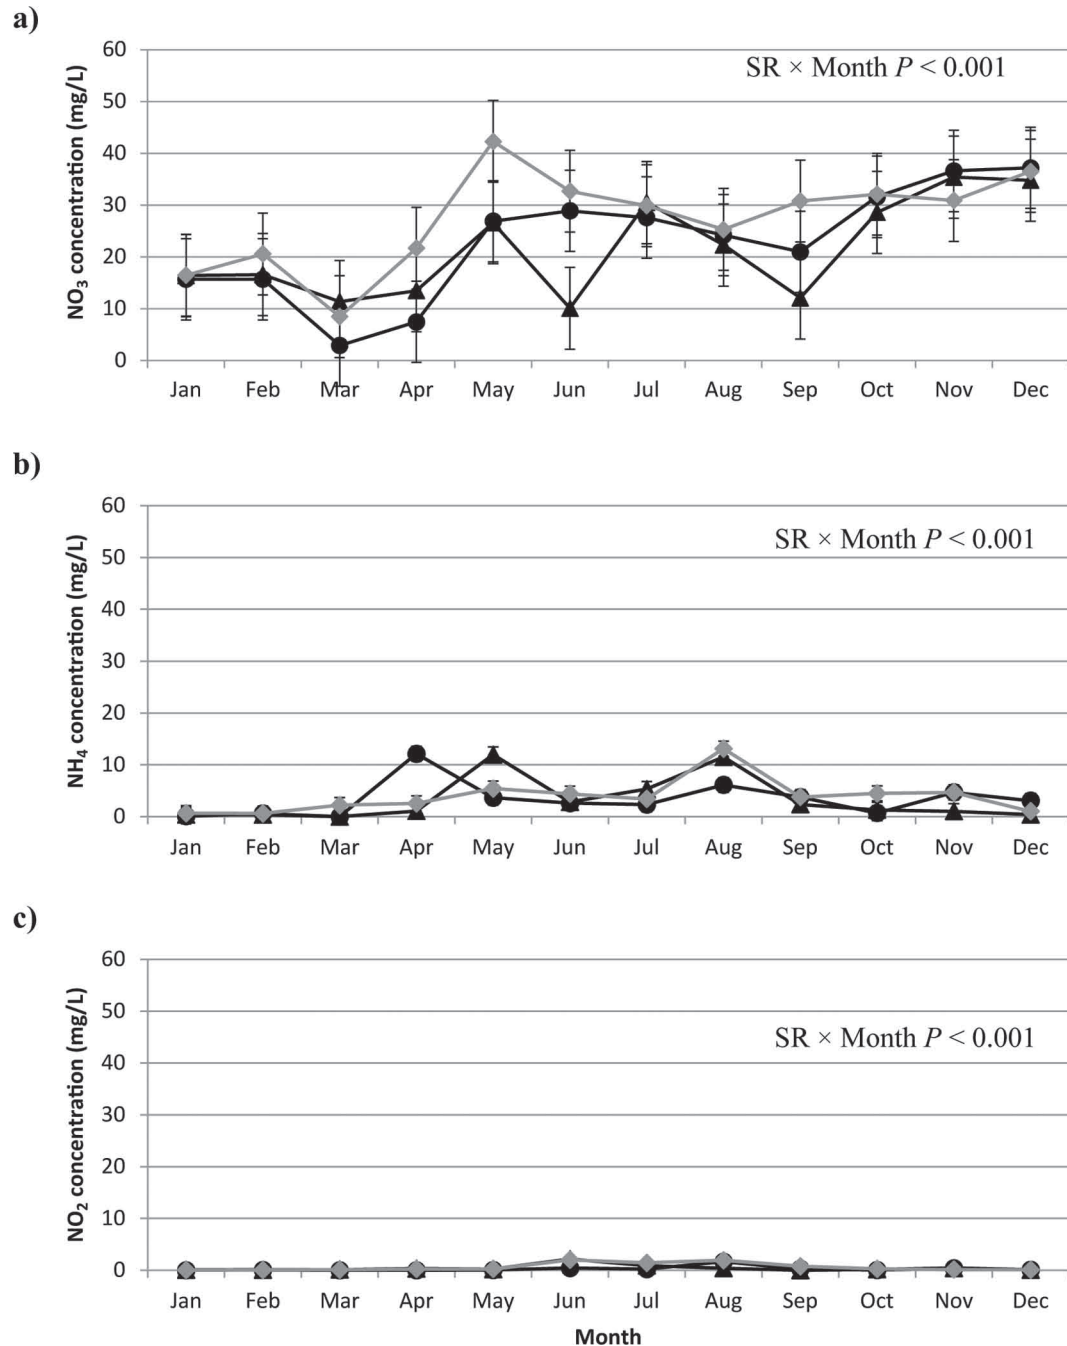 a)
SR × Month P < 0.001
NO₃ concentration (mg/L)
60
50
40
30
20
10
0
Jan Feb Mar Apr May Jun Jul Aug Sep Oct Nov Dec
b)
SR × Month P < 0.001
NH₄ concentration (mg/L)
60
50
40
30
20
10
0
Jan Feb Mar Apr May Jun Jul Aug Sep Oct Nov Dec
c)
SR × Month P < 0.001
NO₂ concentration (mg/L)
60
50
40
30
20
10
0
Jan Feb Mar Apr May Jun Jul Aug Sep Oct Nov Dec
Month